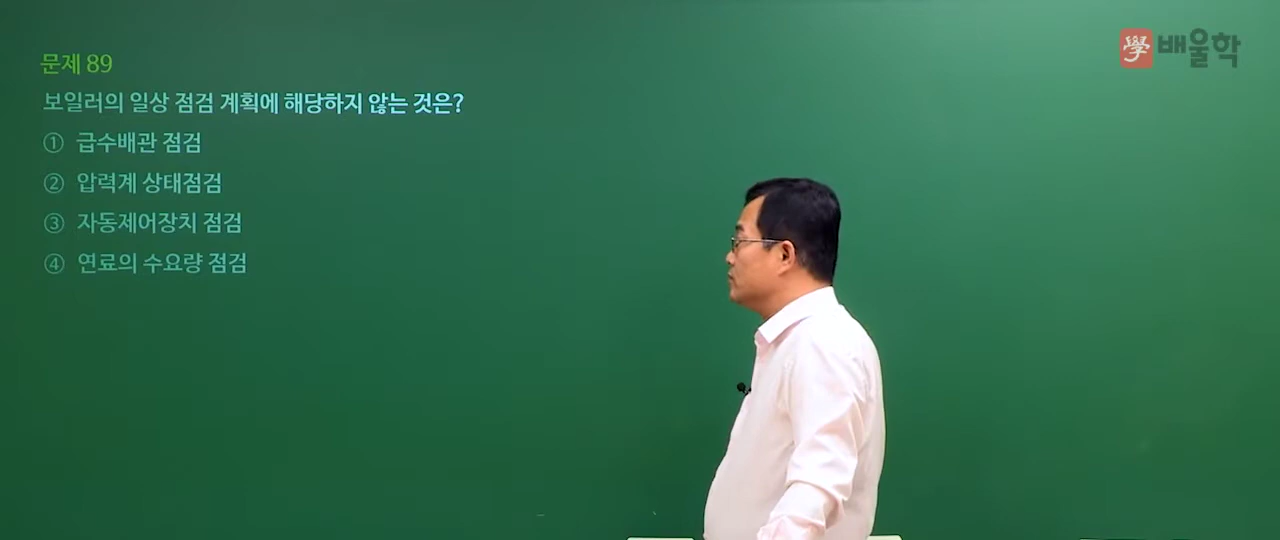 學 배울학
문제 89
보일러의 일상 점검 계획에 해당하지 않는 것은?
① 급수배관 점검
② 압력계 상태점검
③ 자동제어장치 점검
④ 연료의 수요량 점검